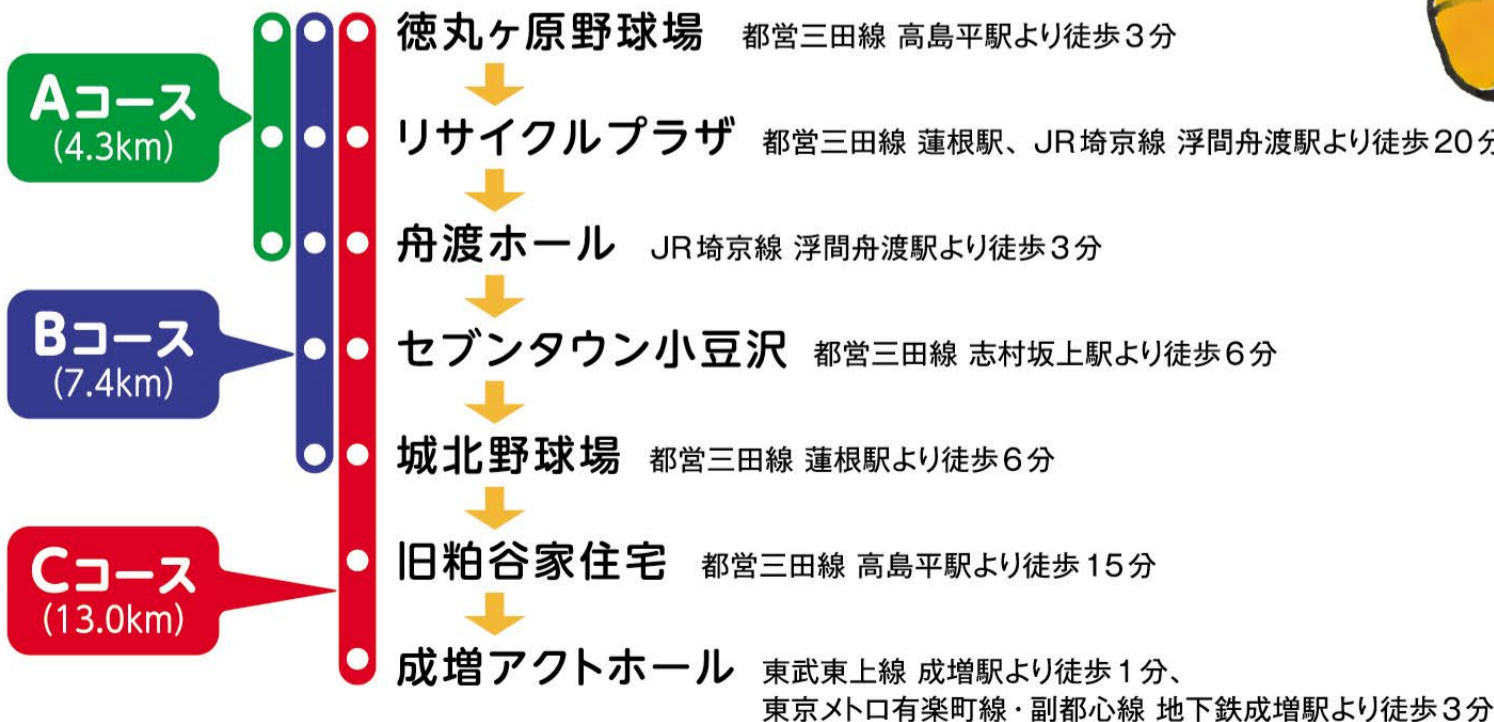 徳丸ヶ原野球場 都営三田線 高島平駅より徒歩3分
Aコース
(4.3km)
リサイクルプラザ 都営三田線 蓮根駅、JR埼京線 浮間舟渡駅より徒歩20分
舟渡ホール JR埼京線 浮間舟渡駅より徒歩3分
Bコース
(7.4km)
セブンタウン小豆沢 都営三田線 志村坂上駅より徒歩6分
城北野球場 都営三田線 蓮根駅より徒歩6分
Cコース
(13.0km)
旧粕谷家住宅 都営三田線 高島平駅より徒歩15分
成増アクトホール 東武東上線 成増駅より徒歩1分、
東京メトロ有楽町線・副都心線 地下鉄成増駅より徒歩3分